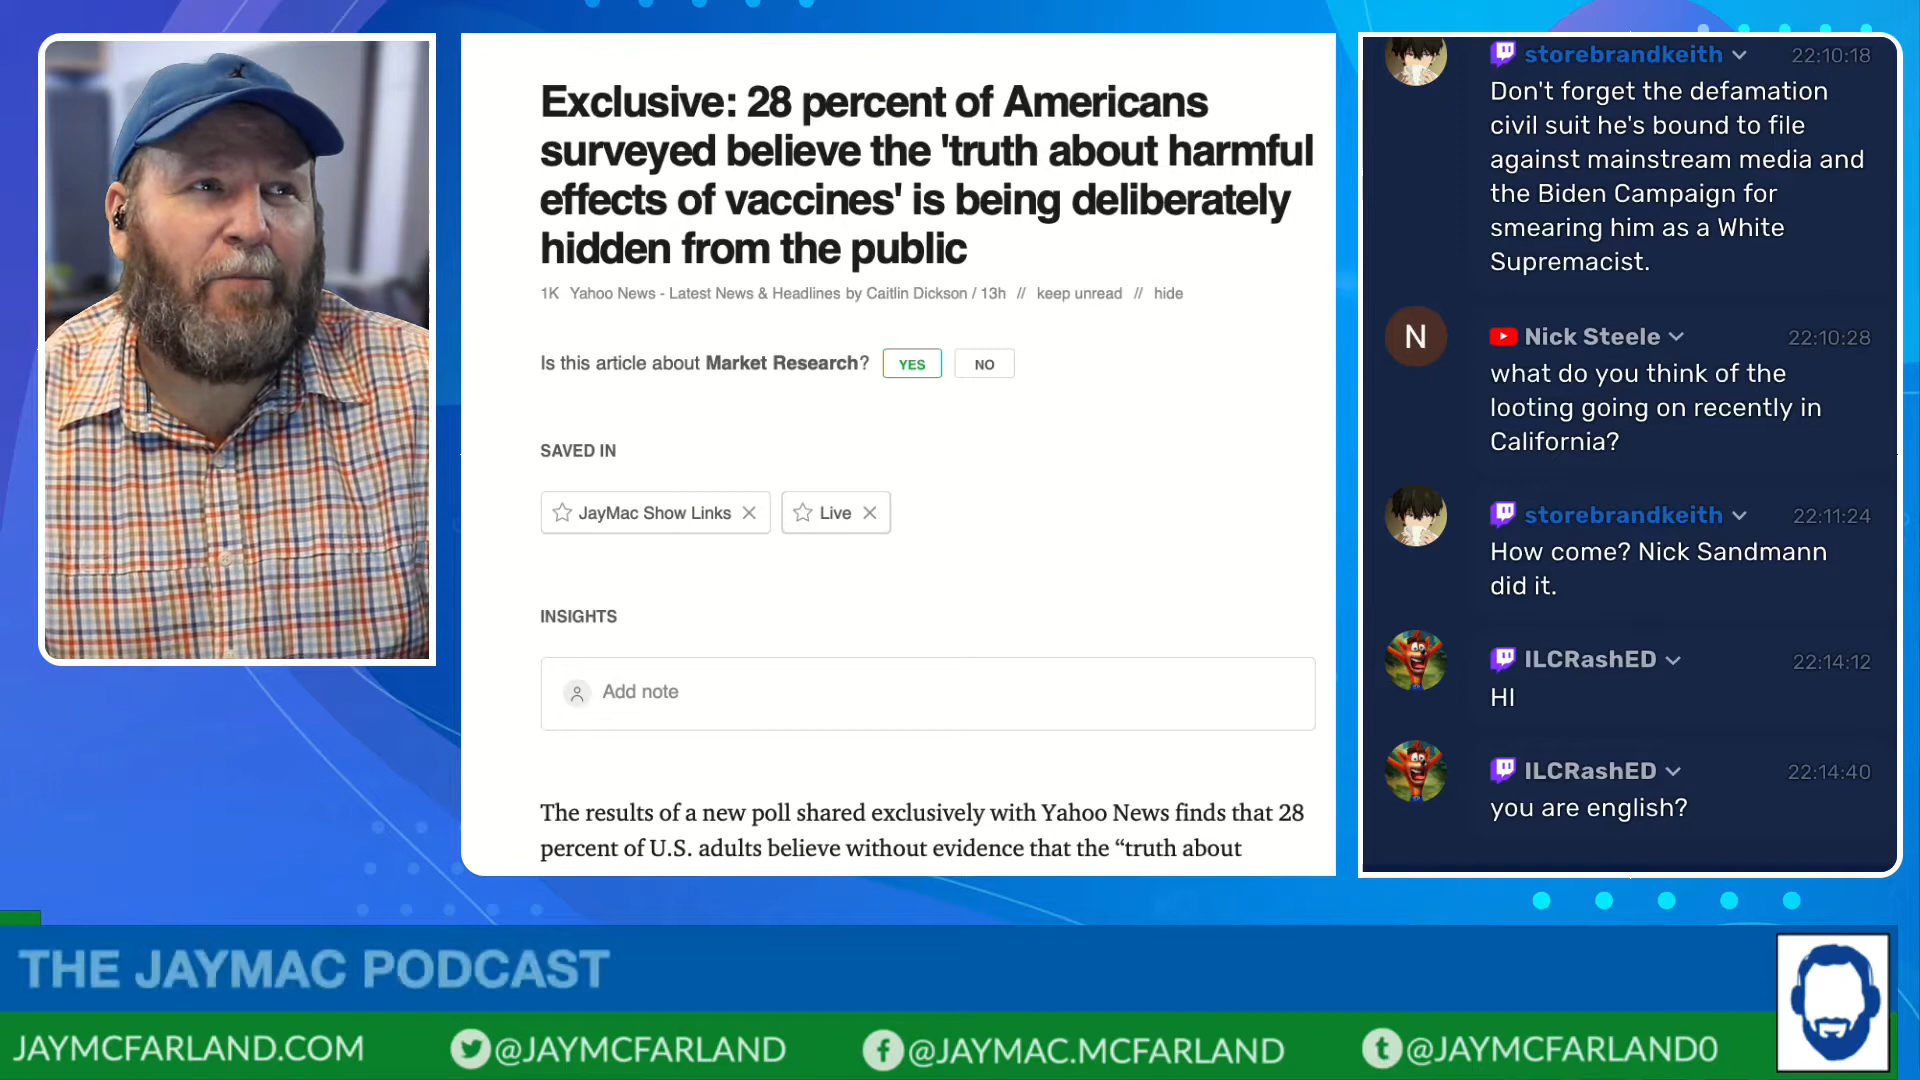 Exclusive: 28 percent of Americans
surveyed believe the 'truth about harmful
effects of vaccines' is being deliberately
hidden from the public
1K Yahoo News - Latest News & Headlines by Caitlin Dickson / 13h // keep unread // hide
Is this article about Market Research? YES NO
SAVED IN
JayMac Show Links Live
INSIGHTS
Add note
The results of a new poll shared exclusively with Yahoo News finds that 28
percent of U.S. adults believe without evidence that the “truth about
storebrandkeith 22:10:18
Don't forget the defamation
civil suit he's bound to file
against mainstream media and
the Biden Campaign for
smearing him as a White
Supremacist.
N
Nick Steele 22:10:28
what do you think of the
looting going on recently in
California?
storebrandkeith 22:11:24
How come? Nick Sandmann
did it.
ILCRashED 22:14:12
HI
ILCRashED 22:14:40
you are english?
THE JAYMAC PODCAST
JAYMCFARLAND.COM @JAYMCFARLAND @JAYMAC.MCFARLAND @JAYMCFARLAND0